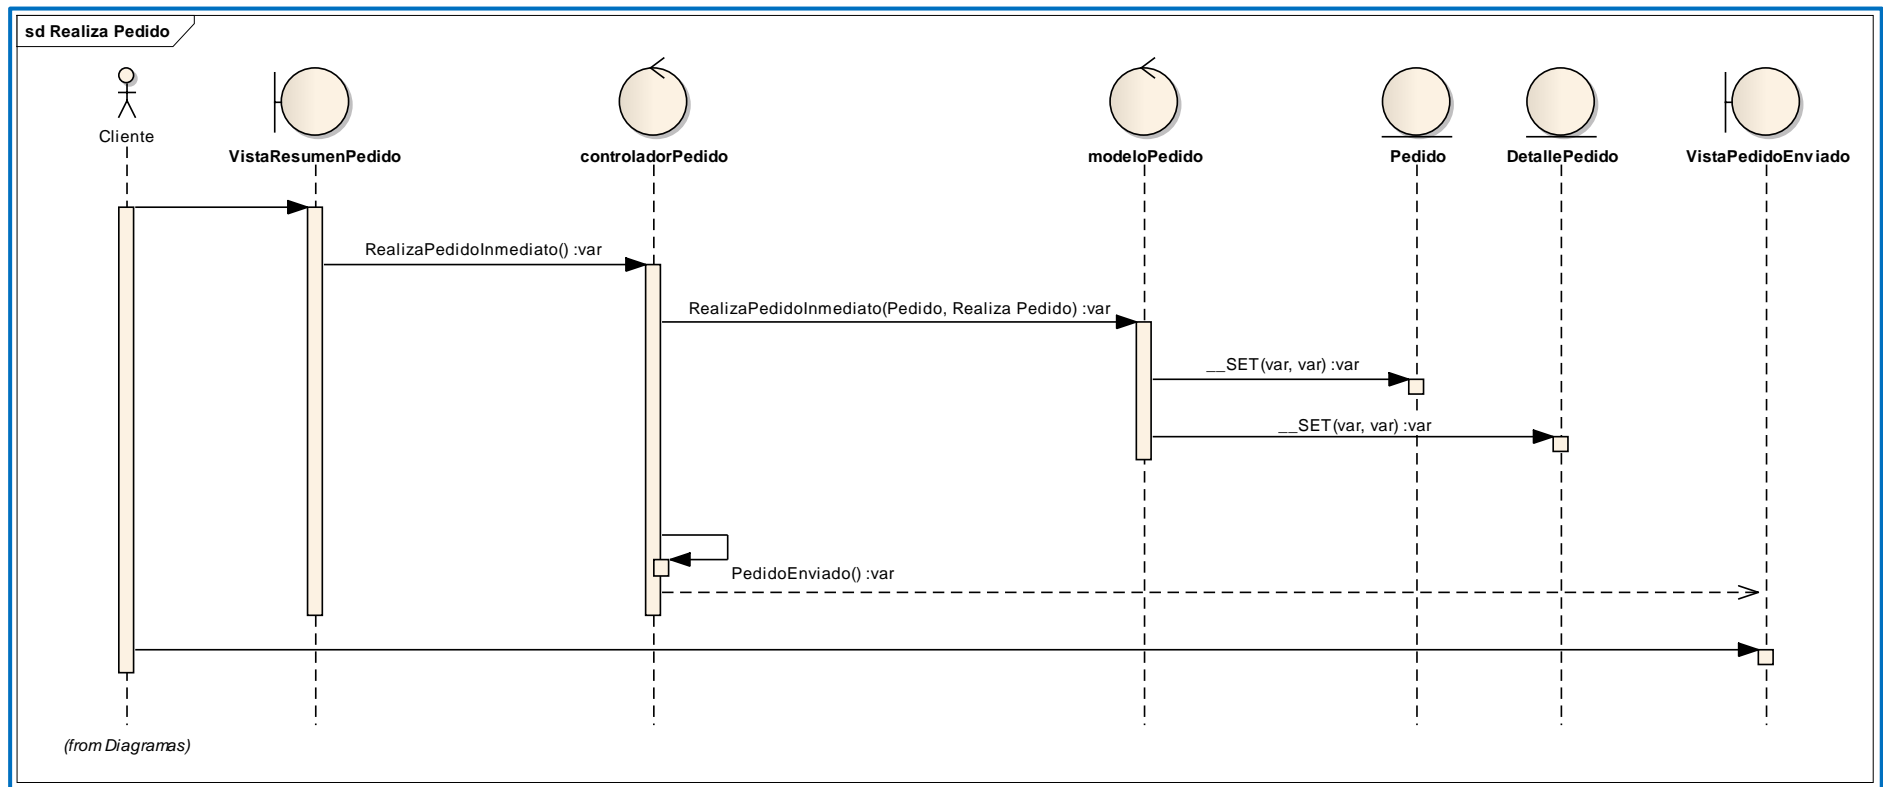 sd Realiza Pedido
Cliente
VistaResumenPedido
controladorPedido
modeloPedido
Pedido
DetallePedido
VistaPedidoEnviado
RealizaPedidoInmediato() :var
RealizaPedidoInmediato(Pedido, Realiza Pedido) :var
__SET(var, var) :var
__SET(var, var) :var
PedidoEnviado() :var
(from Diagramas)